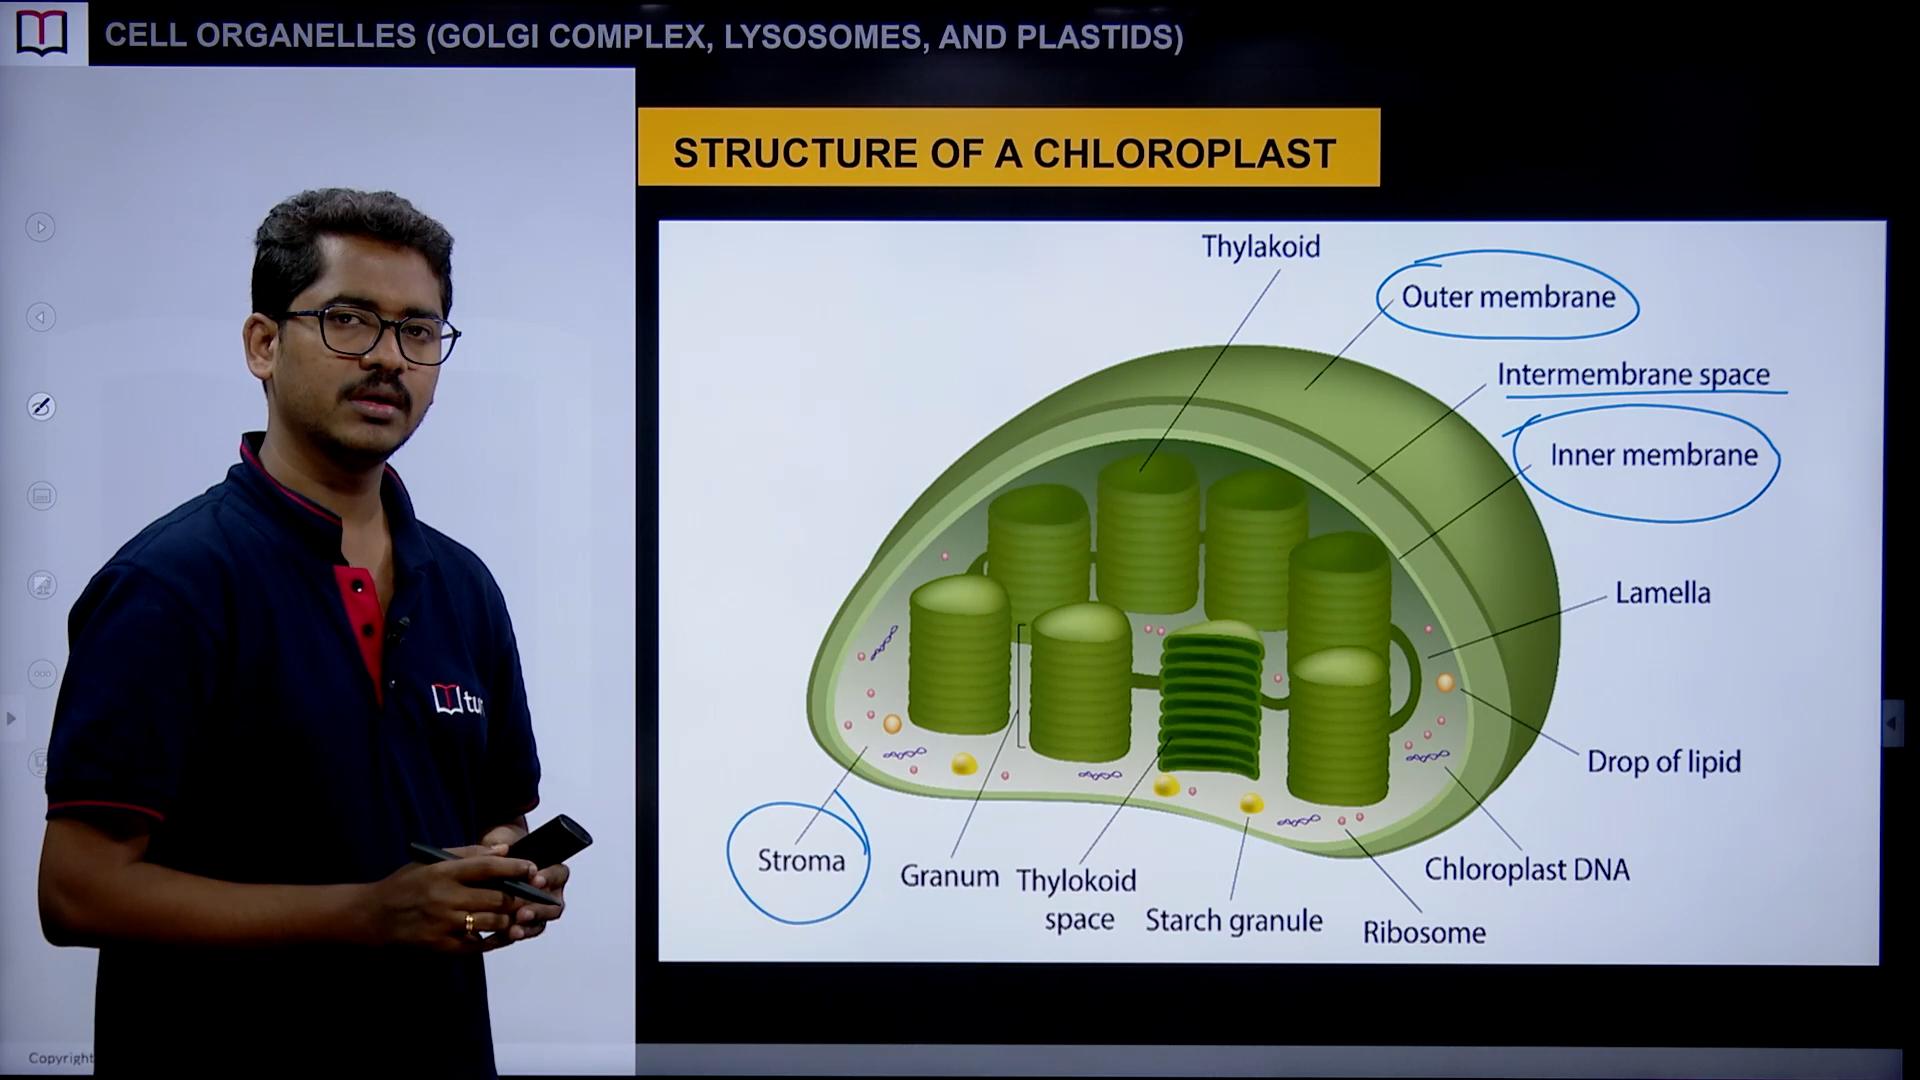 CELL ORGANELLES (GOLGI COMPLEX, LYSOSOMES, AND PLASTIDS)
STRUCTURE OF A CHLOROPLAST
Thylakoid
Outer membrane
Intermembrane space
Inner membrane
Lamella
Drop of lipid
Chloroplast DNA
Ribosome
Starch granule
Thylokoid
space
Granum
Stroma
tu
Copyright